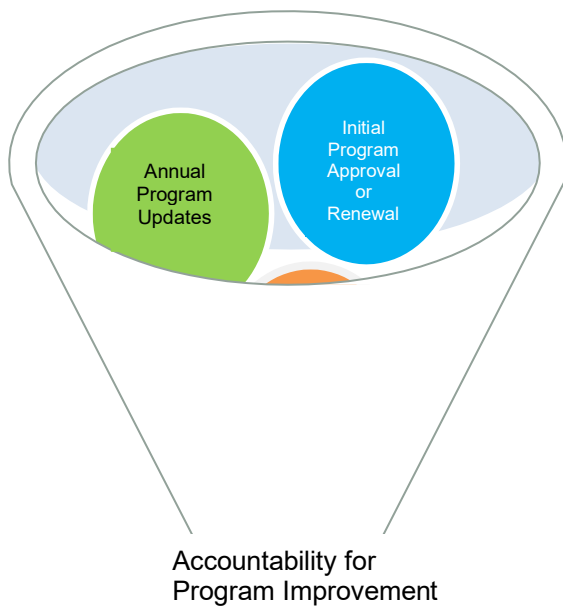 Annual
Program
Updates
Initial
Program
Approval
or
Renewal
Accountability for
Program Improvement